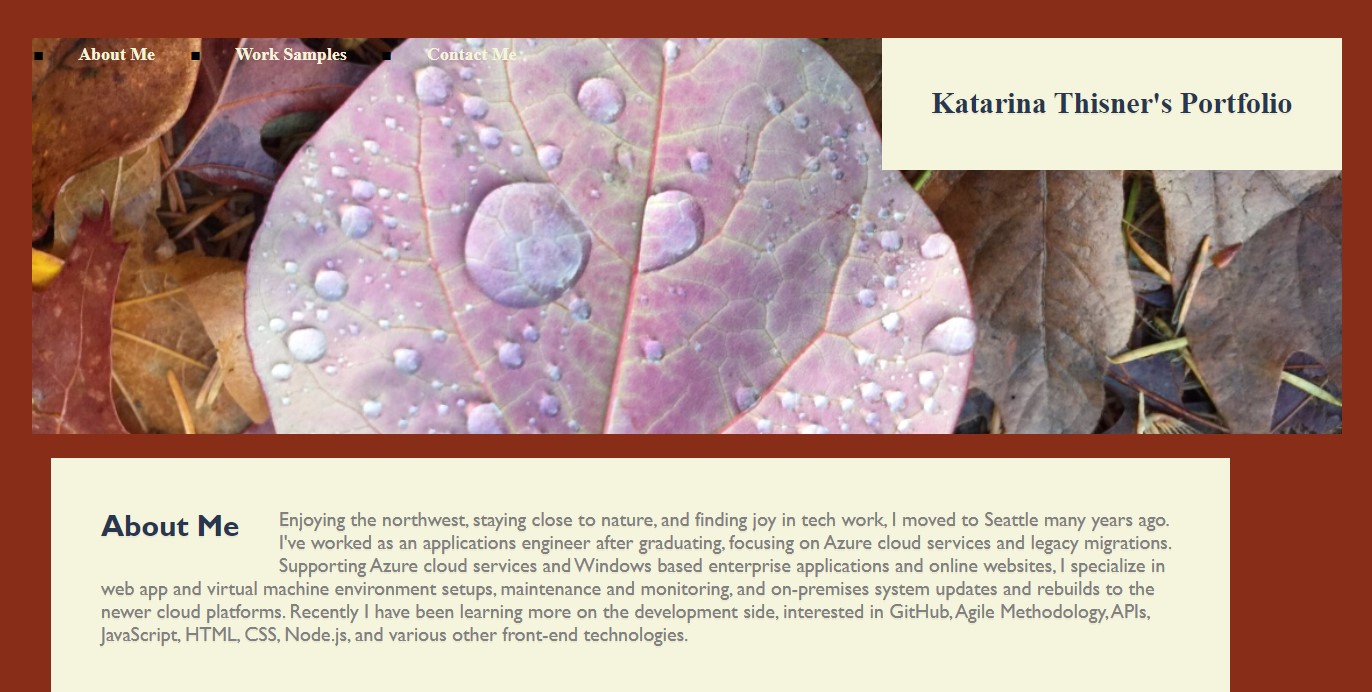 About Me Work Samples Contact Me
Katarina Thisner's Portfolio
About Me
Enjoying the northwest, staying close to nature, and finding joy in tech work, I moved to Seattle many years ago.
I've worked as an applications engineer after graduating, focusing on Azure cloud services and legacy migrations.
Supporting Azure cloud services and Windows based enterprise applications and online websites, I specialize in
web app and virtual machine environment setups, maintenance and monitoring, and on-premises system updates and rebuilds to the
newer cloud platforms. Recently I have been learning more on the development side, interested in GitHub, Agile Methodology, APIs,
JavaScript, HTML, CSS, Node.js, and various other front-end technologies.